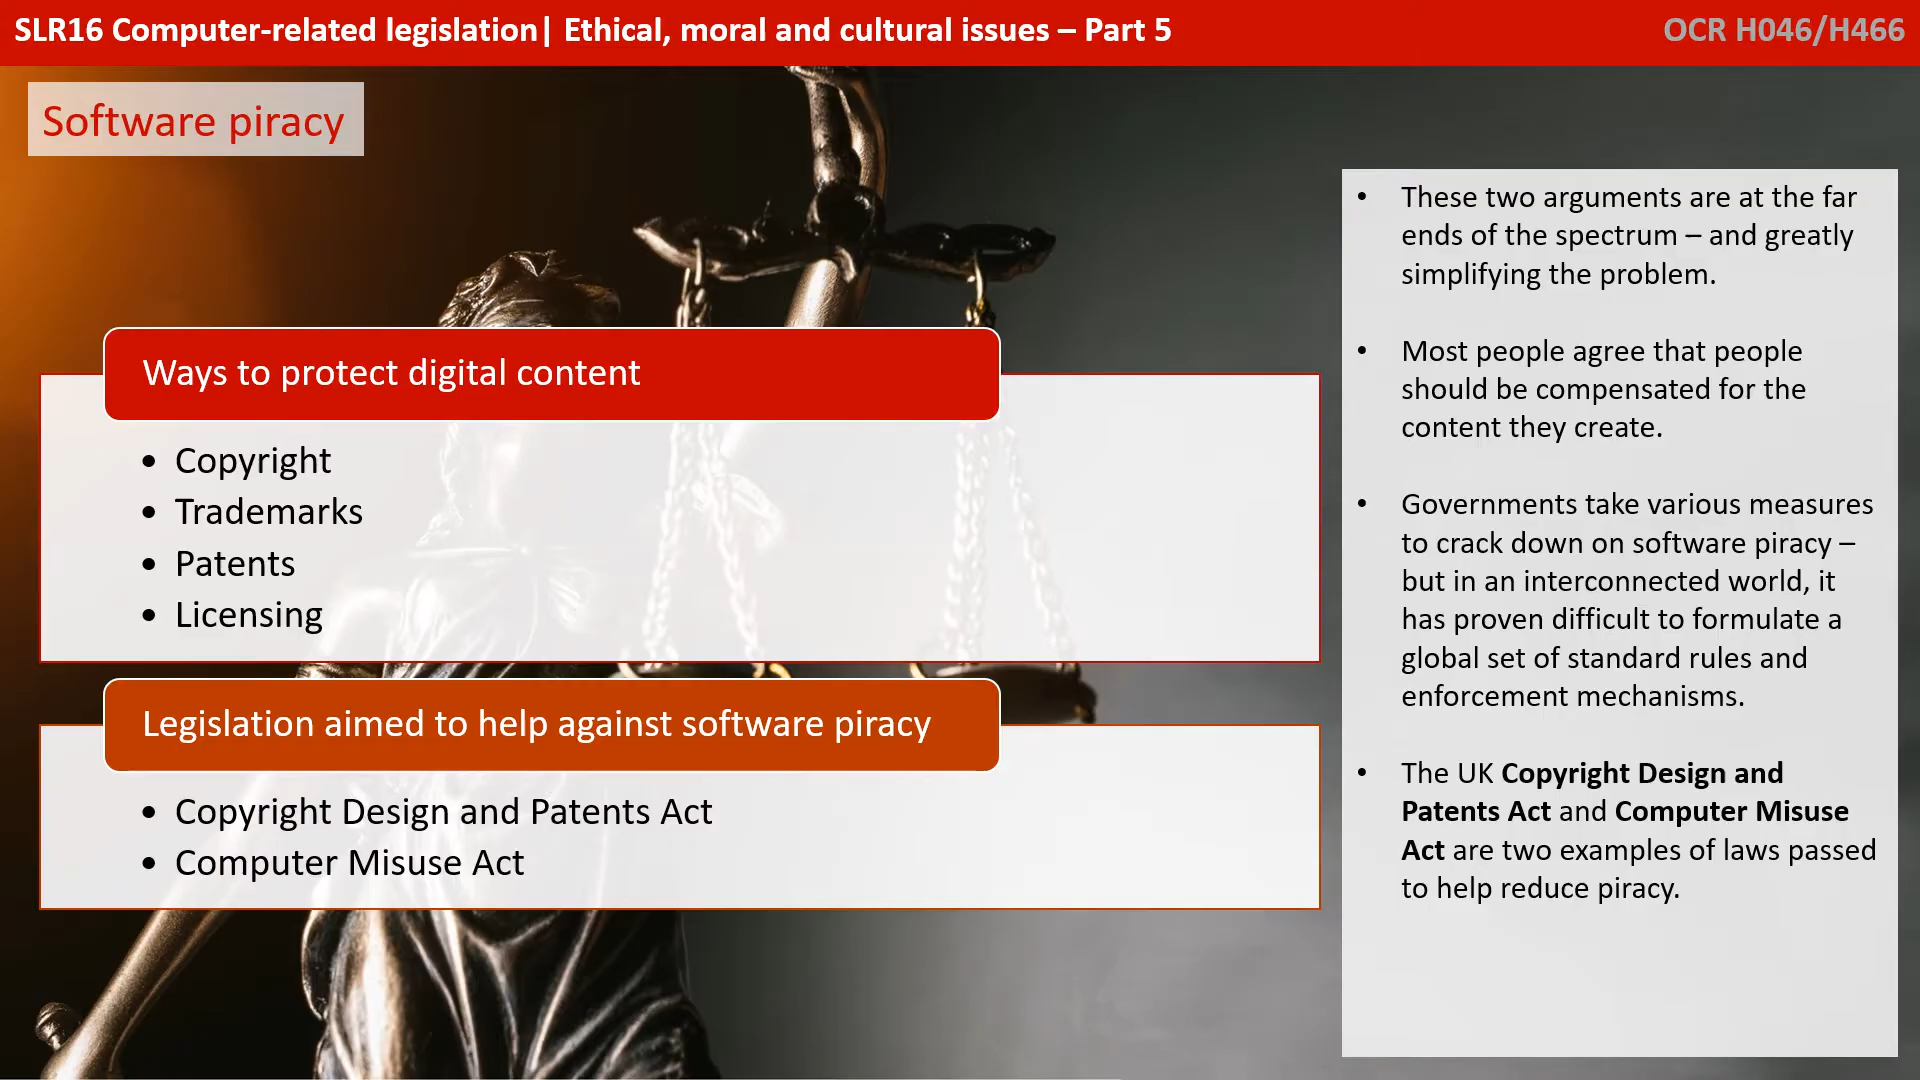 SLR16 Computer-related legislation| Ethical, moral and cultural issues – Part 5
OCR H046/H466
Software piracy
Ways to protect digital content
• Copyright
• Trademarks
• Patents
• Licensing
Legislation aimed to help against software piracy
• Copyright Design and Patents Act
• Computer Misuse Act
• These two arguments are at the far
ends of the spectrum – and greatly
simplifying the problem.
• Most people agree that people
should be compensated for the
content they create.
• Governments take various measures
to crack down on software piracy –
but in an interconnected world, it
has proven difficult to formulate a
global set of standard rules and
enforcement mechanisms.
• The UK Copyright Design and
Patents Act and Computer Misuse
Act are two examples of laws passed
to help reduce piracy.